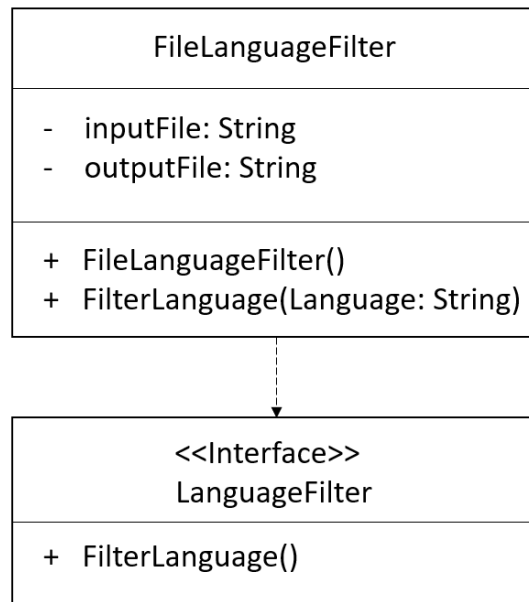 FileLanguageFilter
- inputFile: String
- outputFile: String
+ FileLanguageFilter()
+ FilterLanguage(Language: String)
<<Interface>>
LanguageFilter
+ FilterLanguage()